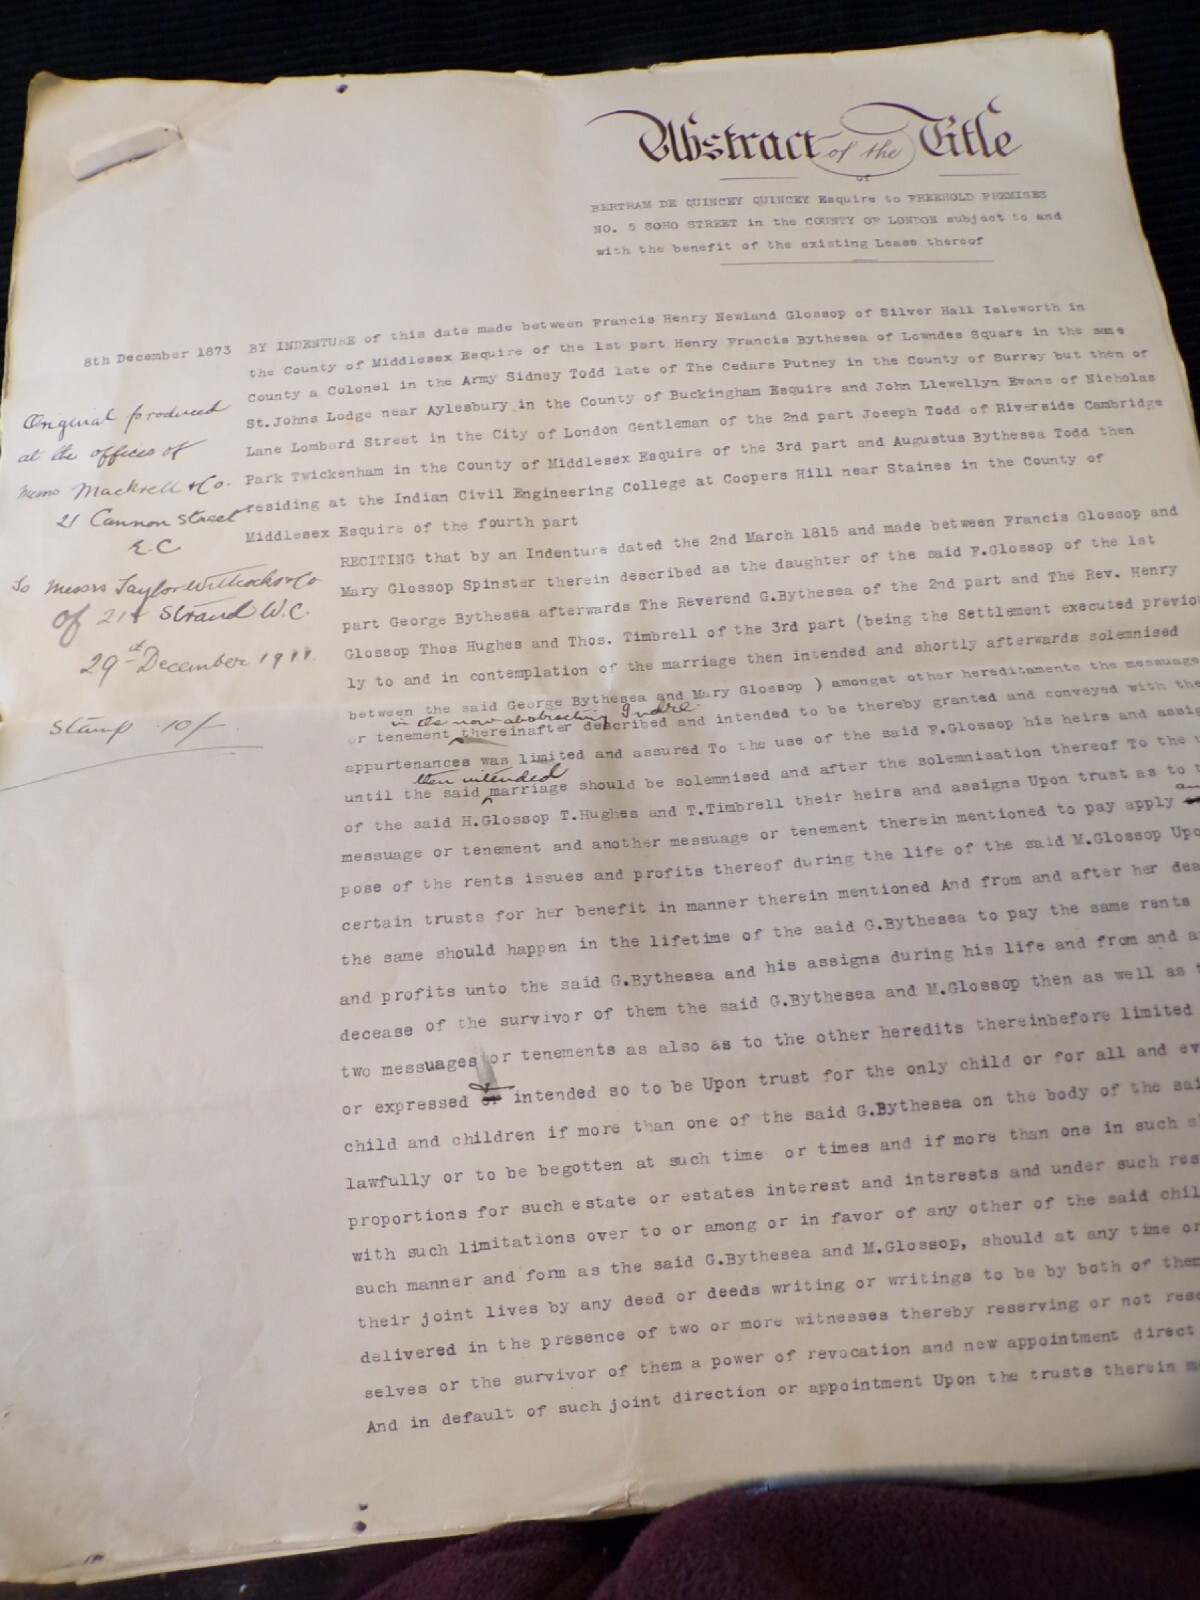 Abstract of the Title
of
BERTRAM DE QUINCEY QUINCEY Esquire to FREEHOLD PREMISES
NO. 5 SOHO STREET in the COUNTY OF LONDON subject to and
with the benefit of the existing Lease thereof
8th December 1873
BY INDENTURE of this date made between Francis Henry Newland Glossop of Silver Hall Isleworth in
the County of Middlesex Esquire of the 1st part Henry Francis Bythesea of Lowndes Square in the same
County a Colonel in the Army Sidney Todd late of The Cedars Putney in the County of Surrey but then of
St.Johns Lodge near Aylesbury in the County of Buckingham Esquire and John Llewellyn Evans of Nicholas
Lane Lombard Street in the City of London Gentleman of the 2nd part Joseph Todd of Riverside Cambridge
Park Twickenham in the County of Middlesex Esquire of the 3rd part and Augustus Bythesea Todd then
residing at the Indian Civil Engineering College at Coopers Hill near Staines in the County of
Middlesex Esquire of the fourth part
Original produced
at the offices of
Messrs Mackrell & Co.
21 Cannon Street
E.C
To Messrs Taylor Willcocks & Co
of 218 Strand W.C.
29th December 1911.
Stamp 10/-
RECITING that by an Indenture dated the 2nd March 1815 and made between Francis Glossop and
Mary Glossop Spinster therein described as the daughter of the said F.Glossop of the 1st
part George Bythesea afterwards The Reverend G.Bythesea of the 2nd part and The Rev. Henry
Glossop Thos Hughes and Thos. Timbrell of the 3rd part (being the Settlement executed previou
ly to and in contemplation of the marriage then intended and shortly afterwards solemnised
between the said George Bythesea and Mary Glossop ) amongst other hereditaments the messuage
in the now abstracting Indre
or tenement thereinafter described and intended to be thereby granted and conveyed with the
appurtenances was limited and assured To the use of the said F.Glossop his heirs and assig
then intended
until the said marriage should be solemnised and after the solemnisation thereof To the u
of the said H.Glossop T.Hughes and T.Timbrell their heirs and assigns Upon trust as to t
messuage or tenement and another messuage or tenement therein mentioned to pay apply an
pose of the rents issues and profits thereof during the life of the said M.Glossop Upo
certain trusts for her benefit in manner therein mentioned And from and after her dea
the same should happen in the lifetime of the said G.Bythesea to pay the same rents
and profits unto the said G.Bythesea and his assigns during his life and from and a
decease of the survivor of them the said G.Bythesea and M.Glossop then as well as t
two messuages or tenements as also as to the other heredits thereinbefore limited
or expressed or intended so to be Upon trust for the only child or for all and ev
child and children if more than one of the said G.Bythesea on the body of the sai
lawfully or to be begotten at such time or times and if more than one in such s
proportions for such estate or estates interest and interests and under such res
with such limitations over to or among or in favor of any other of the said chil
such manner and form as the said G.Bythesea and M.Glossop, should at any time or
their joint lives by any deed or deeds writing or writings to be by both of them
delivered in the presence of two or more witnesses thereby reserving or not rese
selves or the survivor of them a power of revocation and new appointment direct
And in default of such joint direction or appointment Upon the trusts therein m